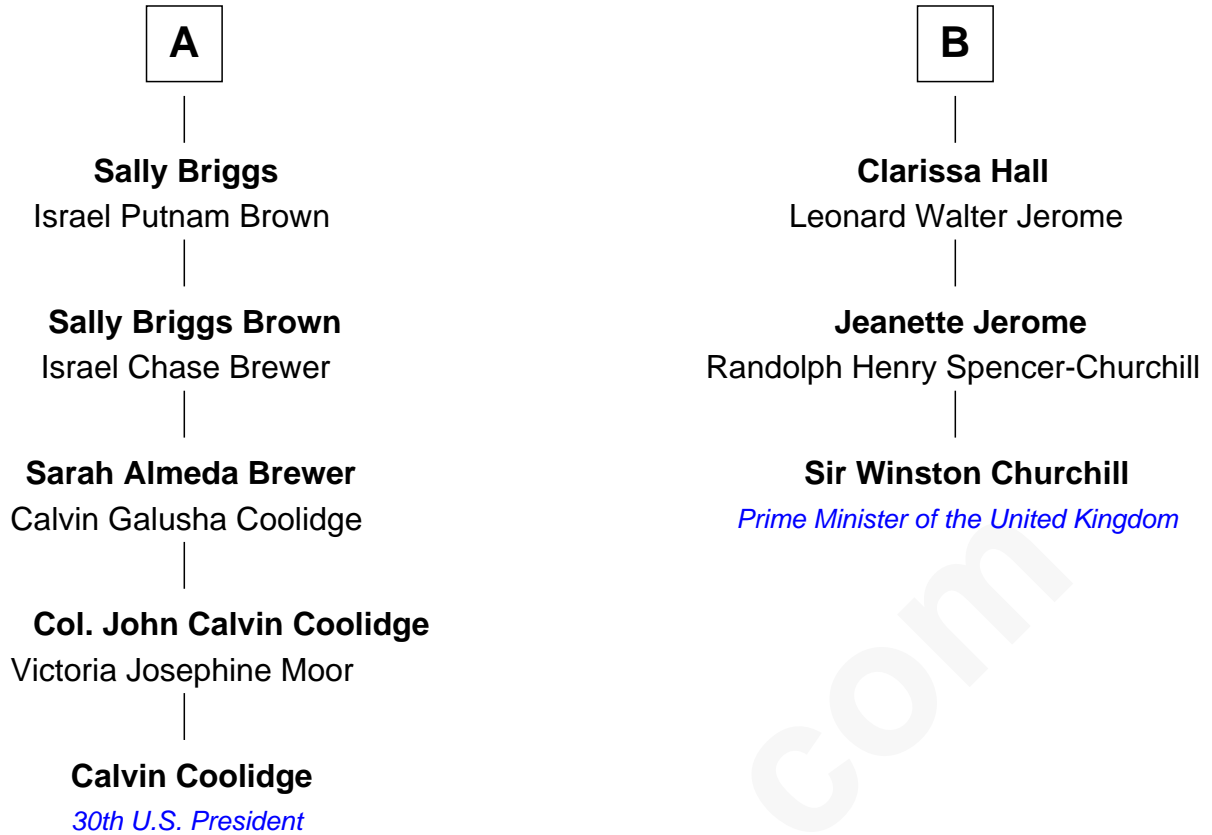 A
Sally Briggs
Israel Putnam Brown
Sally Briggs Brown
Israel Chase Brewer
Sarah Almeda Brewer
Calvin Galusha Coolidge
Col. John Calvin Coolidge
Victoria Josephine Moor
Calvin Coolidge
30th U.S. President
B
Clarissa Hall
Leonard Walter Jerome
Jeanette Jerome
Randolph Henry Spencer-Churchill
Sir Winston Churchill
Prime Minister of the United Kingdom
com